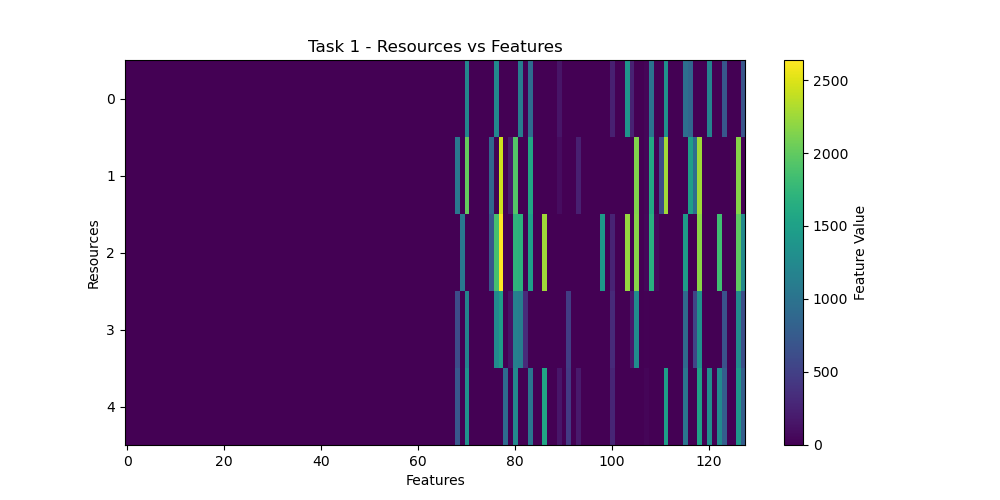 Task 1 - Resources vs Features
Resources
0
1
2
3
4
0 20 40 60 80 100 120
Features
2500
2000
1500
1000
500
0
Feature Value